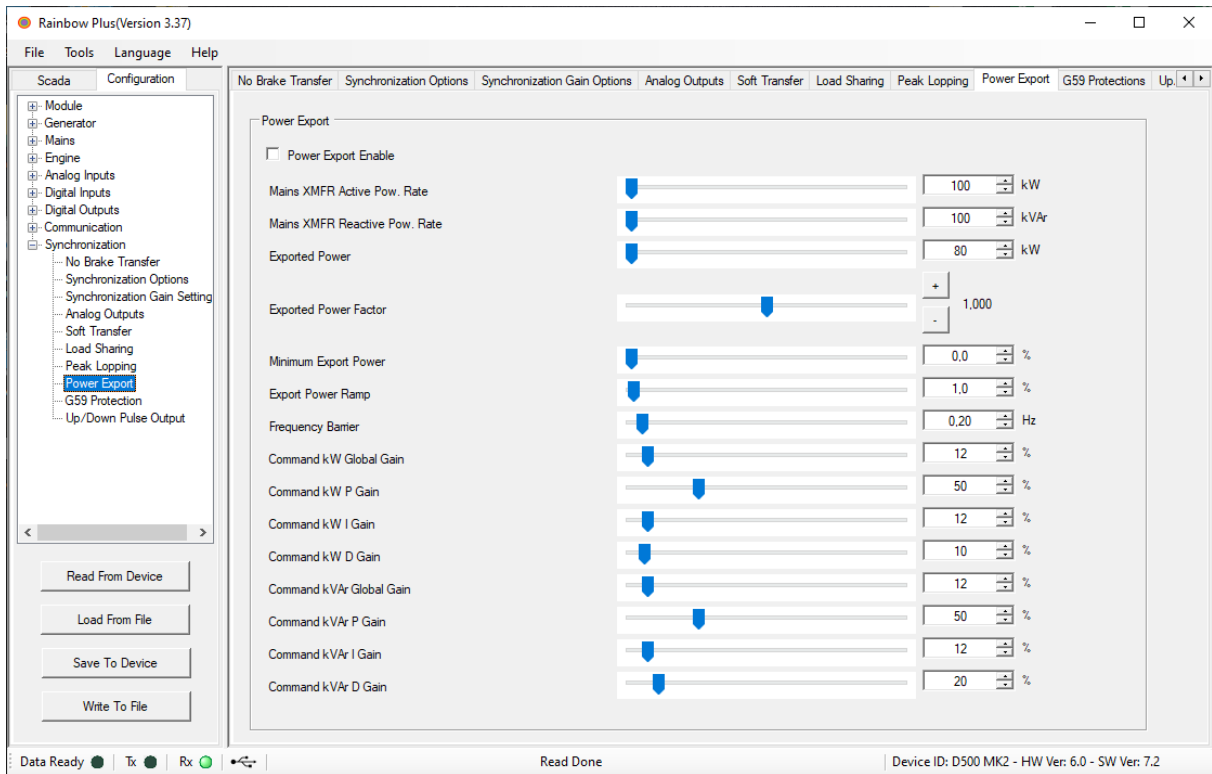 Rainbow Plus(Version 3.37)
File Tools Language Help
Scada Configuration
No Brake Transfer Synchronization Options Synchronization Gain Options Analog Outputs Soft Transfer Load Sharing Peak Lopping Power Export G59 Protections Up.
Module
Generator
Mains
Engine
Analog Inputs
Digital Inputs
Digital Outputs
Communication
Synchronization
No Brake Transfer
Synchronization Options
Synchronization Gain Setting
Analog Outputs
Soft Transfer
Load Sharing
Peak Lopping
Power Export
G59 Protection
Up/Down Pulse Output
Read From Device
Load From File
Save To Device
Write To File
Power Export
Power Export Enable
Mains XMFR Active Pow. Rate 100 kW
Mains XMFR Reactive Pow. Rate 100 kVAr
Exported Power 80 kW
Exported Power Factor + 1,000 -
Minimum Export Power 0,0 %
Export Power Ramp 1,0 %
Frequency Barrier 0,20 Hz
Command kW Global Gain 12 %
Command kW P Gain 50 %
Command kW I Gain 12 %
Command kW D Gain 10 %
Command kVAr Global Gain 12 %
Command kVAr P Gain 50 %
Command kVAr I Gain 12 %
Command kVAr D Gain 20 %
Data Ready Tx Rx Read Done Device ID: D500 MK2 - HW Ver: 6.0 - SW Ver: 7.2